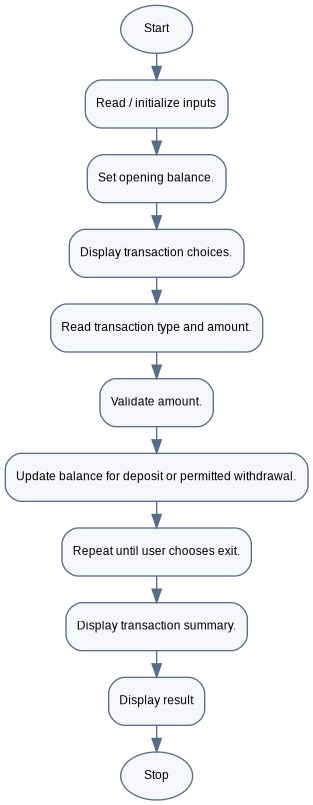 Start
Read / initialize inputs
Set opening balance.
Display transaction choices.
Read transaction type and amount.
Validate amount.
Update balance for deposit or permitted withdrawal.
Repeat until user chooses exit.
Display transaction summary.
Display result
Stop